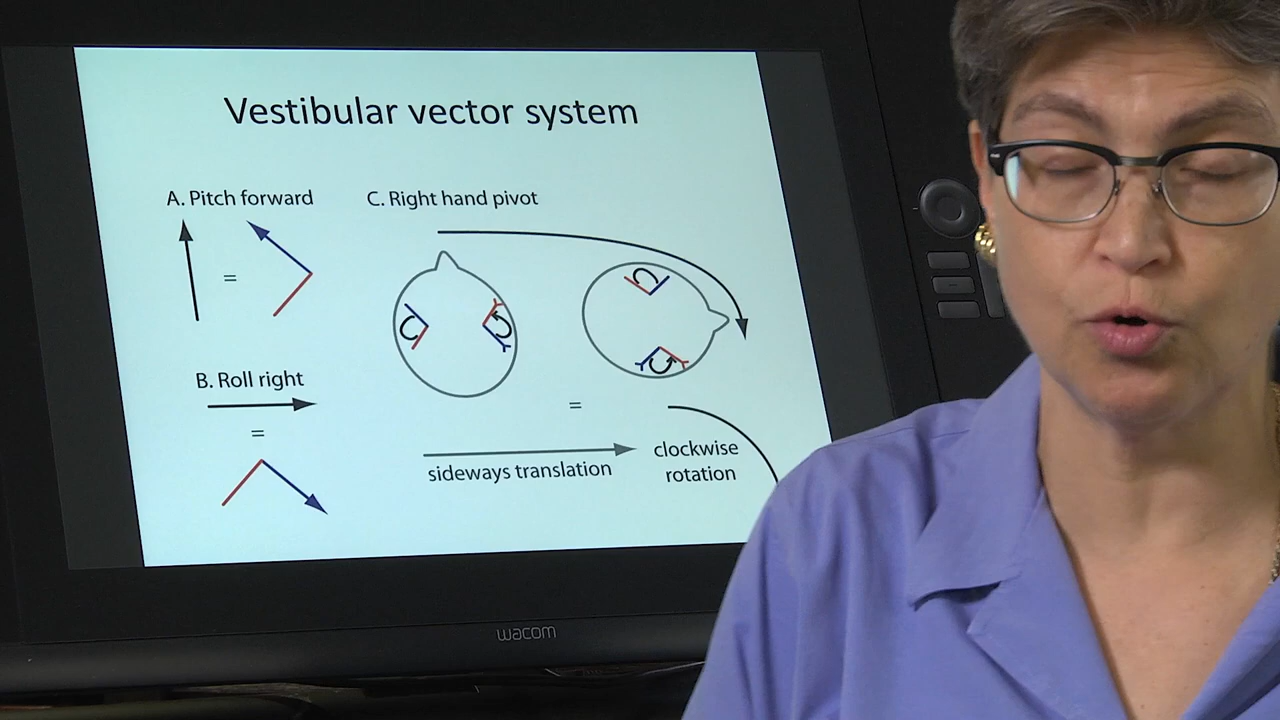 Vestibular vector system
A. Pitch forward
C. Right hand pivot
=
B. Roll right
=
=
sideways translation
clockwise
rotation
wacom